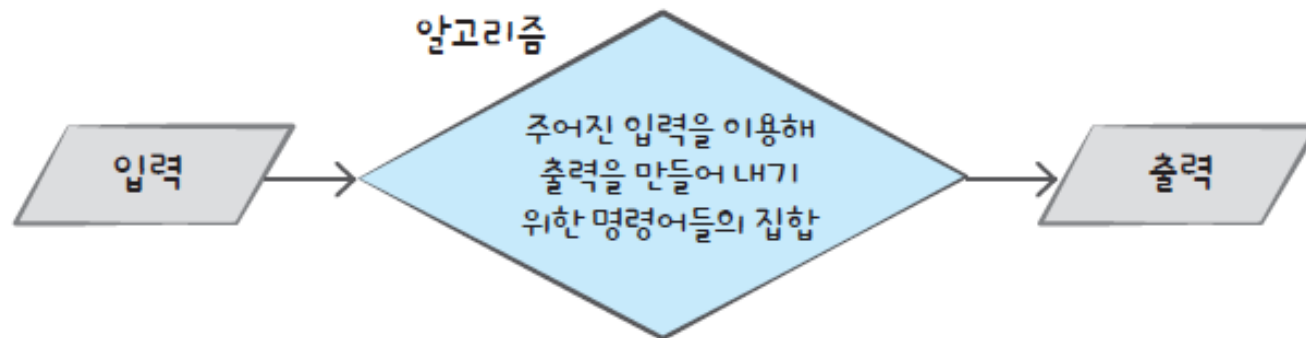 알고리즘
입력
주어진 입력을 이용해
출력을 만들어 내기
위한 명령어들의 집합
출력